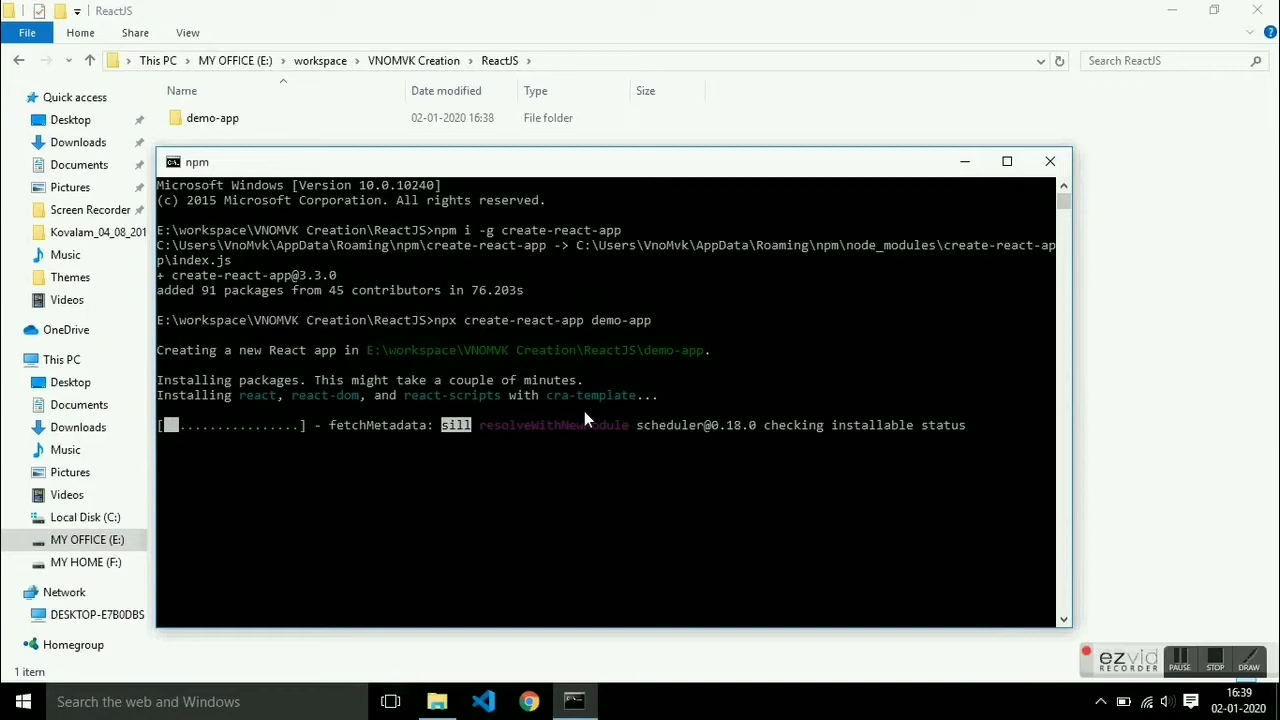 ReactJS
File
Home
Share
View
This PC
MY OFFICE (E:)
workspace
VNOMVK Creation
ReactJS
Search ReactJS
Name
Date modified
Type
Size
demo-app
02-01-2020 16:38
File folder
Quick access
Desktop
Downloads
Documents
Pictures
Screen Recorder
Kovalam_04_08_201
Music
Themes
Videos
OneDrive
This PC
Desktop
Documents
Downloads
Music
Pictures
Videos
Local Disk (C:)
MY OFFICE (E:)
MY HOME (F:)
Network
DESKTOP-E7B0DBS
Homegroup
1 item
npm
Microsoft Windows [Version 10.0.10240]
(c) 2015 Microsoft Corporation. All rights reserved.
E:\workspace\VNOMVK Creation\ReactJS>npm i -g create-react-app
C:\Users\VnoMvk\AppData\Roaming\npm\create-react-app -> C:\Users\VnoMvk\AppData\Roaming\npm\node_modules\create-react-ap
p\index.js
+ create-react-app@3.3.0
added 91 packages from 45 contributors in 76.203s
E:\workspace\VNOMVK Creation\ReactJS>npx create-react-app demo-app
Creating a new React app in E:\workspace\VNOMVK Creation\ReactJS\demo-app.
Installing packages. This might take a couple of minutes.
Installing react, react-dom, and react-scripts with cra-template...
[  ................] - fetchMetadata: sill resolveWithNewModule scheduler@0.18.0 checking installable status
ezvid
RECORDER
PAUSE
STOP
DRAW
Search the web and Windows
16:39
02-01-2020